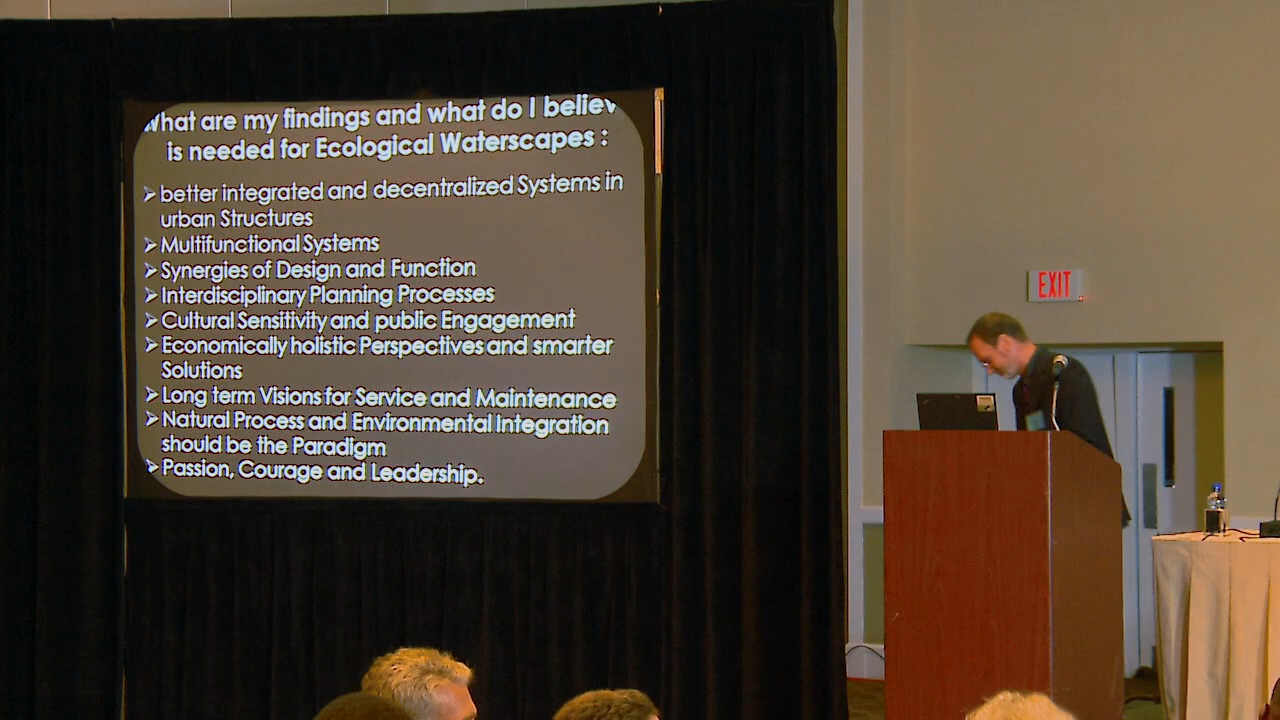 What are my findings and what do I believ
is needed for Ecological Waterscapes :
➢ better integrated and decentralized Systems in
urban Structures
➢ Multifunctional Systems
➢ Synergies of Design and Function
➢ Interdisciplinary Planning Processes
➢ Cultural Sensitivity and public Engagement
➢ Economically holistic Perspectives and smarter
Solutions
➢ Long term Visions for Service and Maintenance
➢ Natural Process and Environmental Integration
should be the Paradigm
➢ Passion, Courage and Leadership.
EXIT